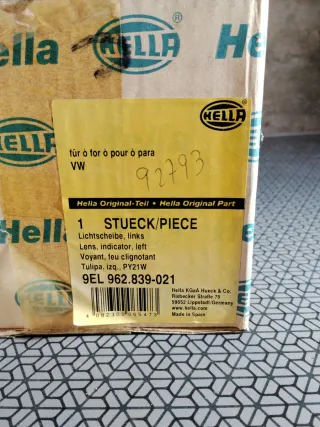 HELLA
Hella
HELLA
HELLA
für ò for ò pour ò para
VW
92793
Hella Original-Teil • Hella Original Part
1 STUECK/PIECE
Lichtscheibe, links
Lens, indicator, left
Voyant, feu clignotant
Tulipa, izq., PY21W
9EL 962.839-021
Hella KGaA Hueck & Co.
Rixbecker Straße 75
59552 Lippstadt/Germany
www.hella.com
Made in Spain
HELLA
Hella